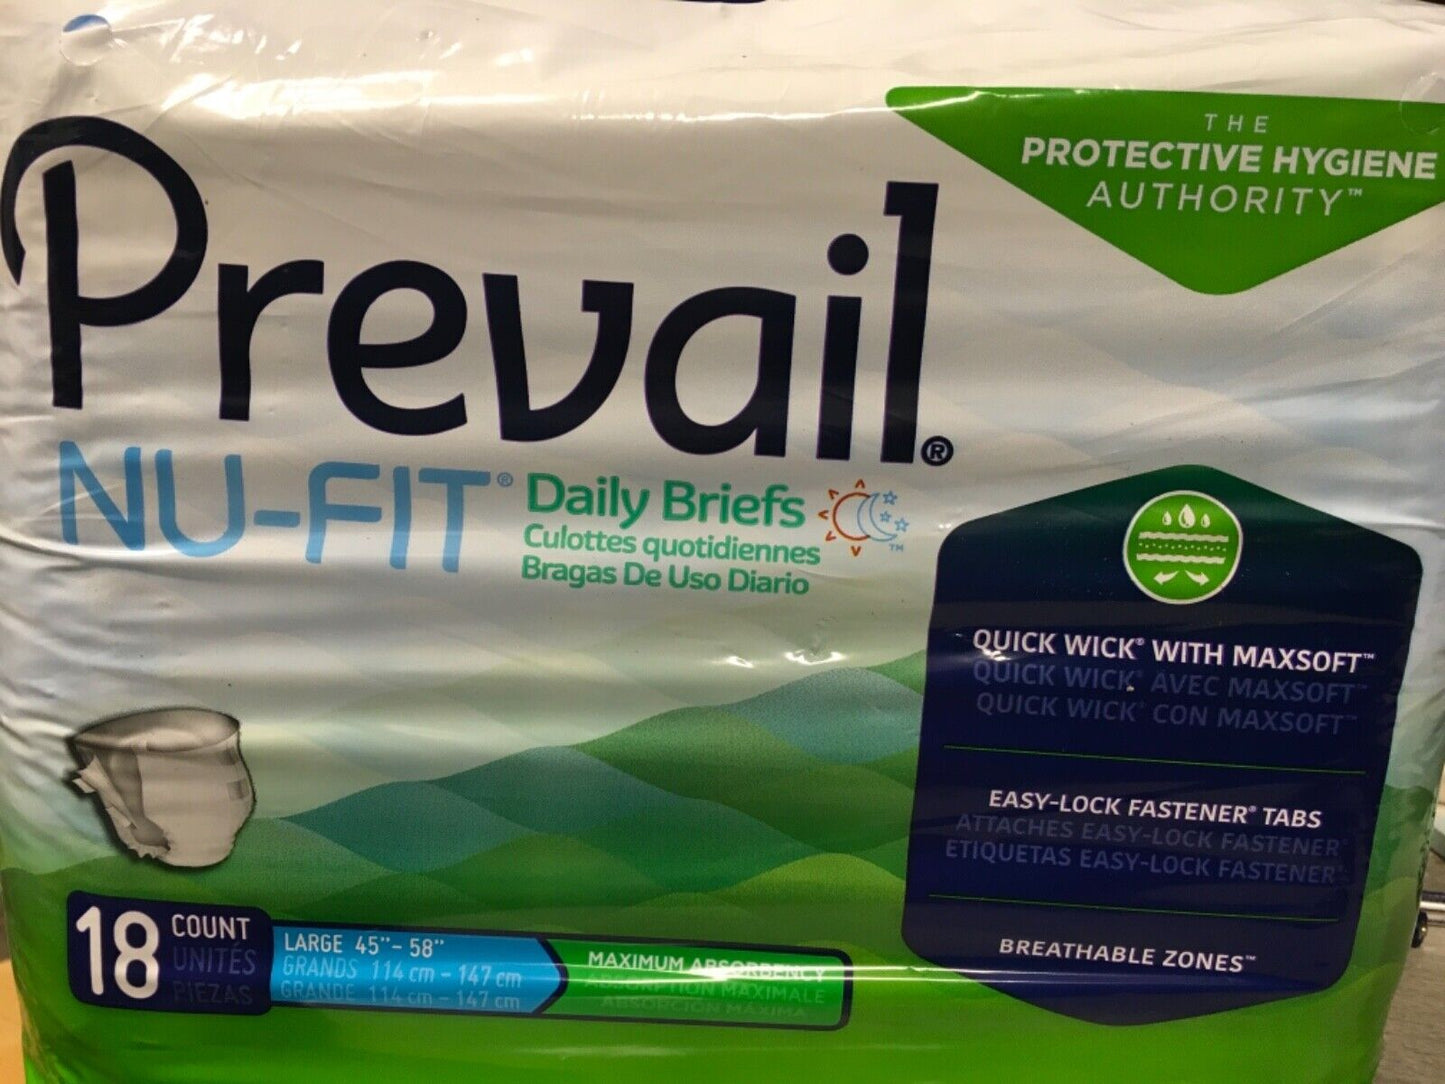 THE
PROTECTIVE HYGIENE
AUTHORITY™
Prevail®
NU-FIT®
Daily Briefs
Culottes quotidiennes
Bragas De Uso Diario
™
QUICK WICK® WITH MAXSOFT™
QUICK WICK® AVEC MAXSOFT™
QUICK WICK® CON MAXSOFT™
EASY-LOCK FASTENER® TABS
ATTACHES EASY-LOCK FASTENER®
ETIQUETAS EASY-LOCK FASTENER®
BREATHABLE ZONES™
18
COUNT
UNITÉS
PIEZAS
LARGE 45”- 58”
GRANDS 114 cm - 147 cm
GRANDE 114 cm - 147 cm
MAXIMUM ABSORBENCY
ABSORPTION MAXIMALE
ABSORCIÓN MÁXIMA